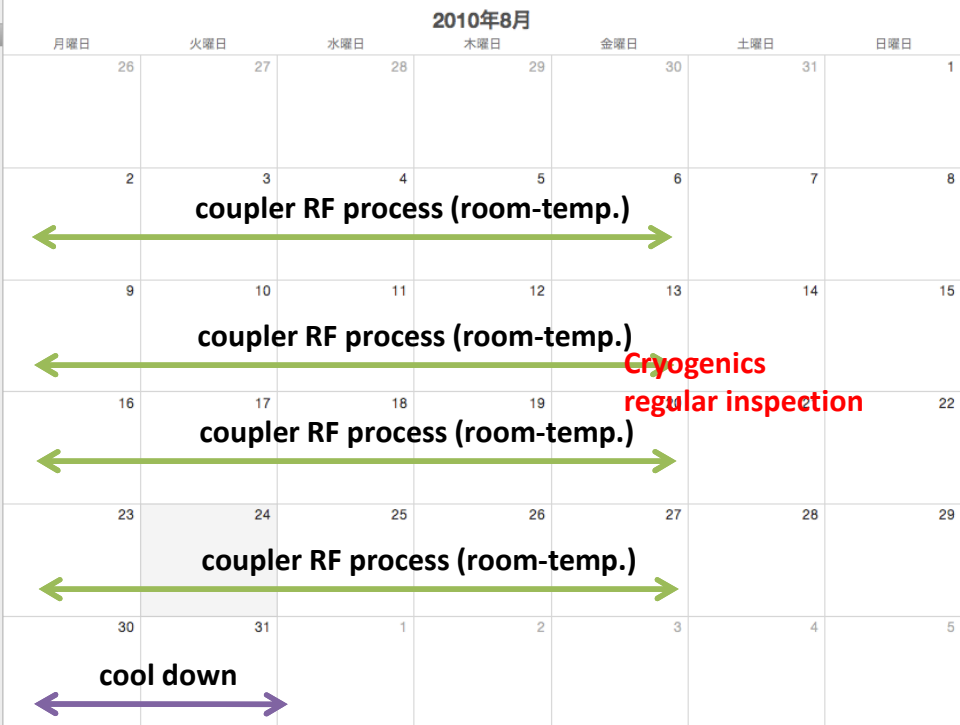 2010年8月
月曜日 火曜日 水曜日 木曜日 金曜日 土曜日 日曜日
26 27 28 29 30 31 1
2 3 4 5 6 7 8
coupler RF process (room-temp.)
9 10 11 12 13 14 15
coupler RF process (room-temp.)
Cryogenics
regular inspection
16 17 18 19 20 21 22
coupler RF process (room-temp.)
23 24 25 26 27 28 29
coupler RF process (room-temp.)
30 31 1 2 3 4 5
cool down